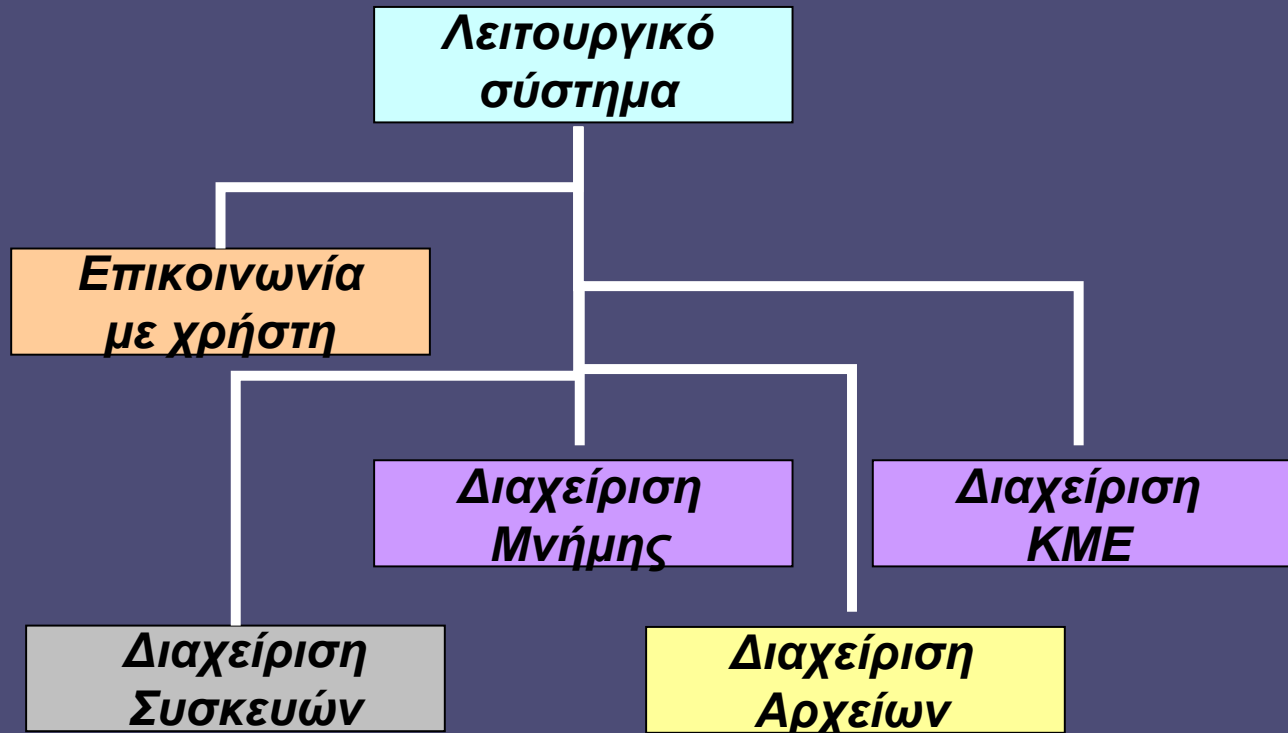 Λειτουργικό
σύστημα
Επικοινωνία
με χρήστη
Διαχείριση
Μνήμης
Διαχείριση
ΚΜΕ
Διαχείριση
Συσκευών
Διαχείριση
Αρχείων